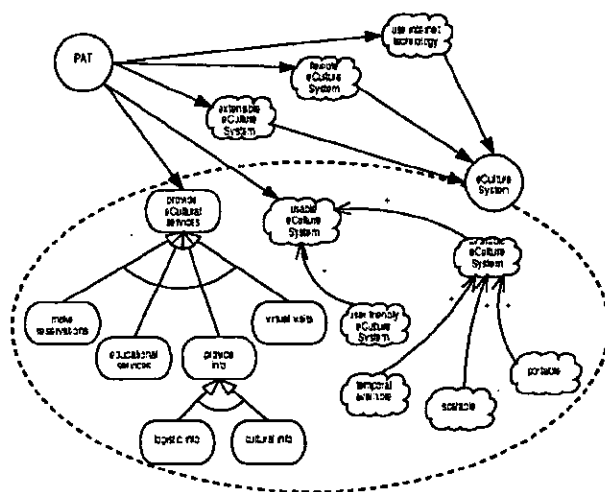 PAT
use internet
technology
flexible
eCulture
System
extensible
eCulture
System
eCulture
System
provide
eCultural
services
usable
eCulture
System
available
eCulture
System
make
reservations
educational
services
provide
info
virtual visits
user friendly
eCulture
System
temporal
available
scalable
portable
logistic info
cultural info